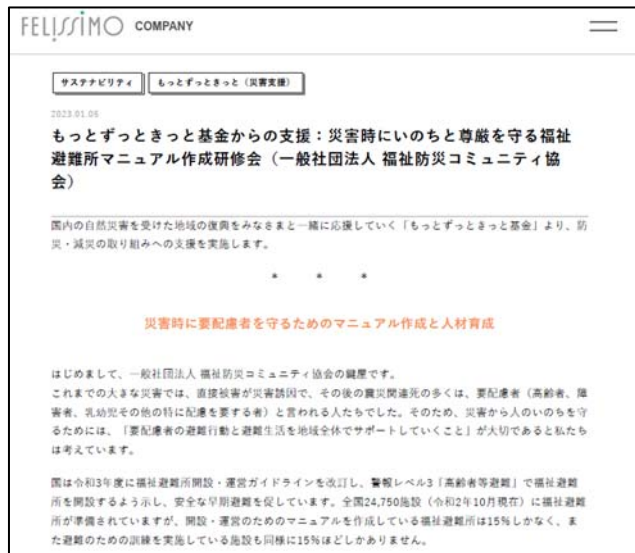 FELISSIMO COMPANY
サステナビリティ もっとずっときっと（災害支援）
2023.01.06
もっとずっときっと基金からの支援：災害時にいのちと尊厳を守る福祉
避難所マニュアル作成研修会（一般社団法人 福祉防災コミュニティ協
会）
国内の自然災害を受けた地域の復興をみなさまと一緒に応援していく「もっとずっときっと基金」より、防
災・減災の取り組みへの支援を実施します。
* * *
災害時に要配慮者を守るためのマニュアル作成と人材育成
はじめまして、一般社団法人 福祉防災コミュニティ協会の鍵屋です。
これまでの大きな災害では、直接被害が災害誘因で、その後の震災関連死の多くは、要配慮者（高齢者、障
害者、乳幼児その他の特に配慮を要する者）と言われる人たちでした。そのため、災害から人のいのちを守
るためには、「要配慮者の避難行動と避難生活を地域全体でサポートしていくこと」が大切であると私たち
は考えています。
国は令和3年度に福祉避難所開設・運営ガイドラインを改訂し、警報レベル3「高齢者等避難」で福祉避難
所を開設するよう示し、安全な早期避難を促しています。全国24,750施設（令和2年10月現在）に福祉避難
所が準備されていますが、開設・運営のためのマニュアルを作成している福祉避難所は15%しかなく、ま
た避難のための訓練を実施している施設も同様に15%ほどしかありません。